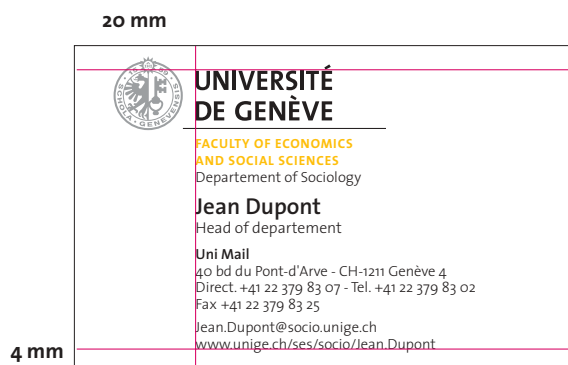 20 mm
SCHOLA GENEVENSIS
1559
UNIVERSITÉ
DE GENÈVE
FACULTY OF ECONOMICS
AND SOCIAL SCIENCES
Departement of Sociology
Jean Dupont
Head of departement
Uni Mail
40 bd du Pont-d'Arve - CH-1211 Genève 4
Direct. +41 22 379 83 07 - Tel. +41 22 379 83 02
Fax +41 22 379 83 25
Jean.Dupont@socio.unige.ch
www.unige.ch/ses/socio/Jean.Dupont
4 mm